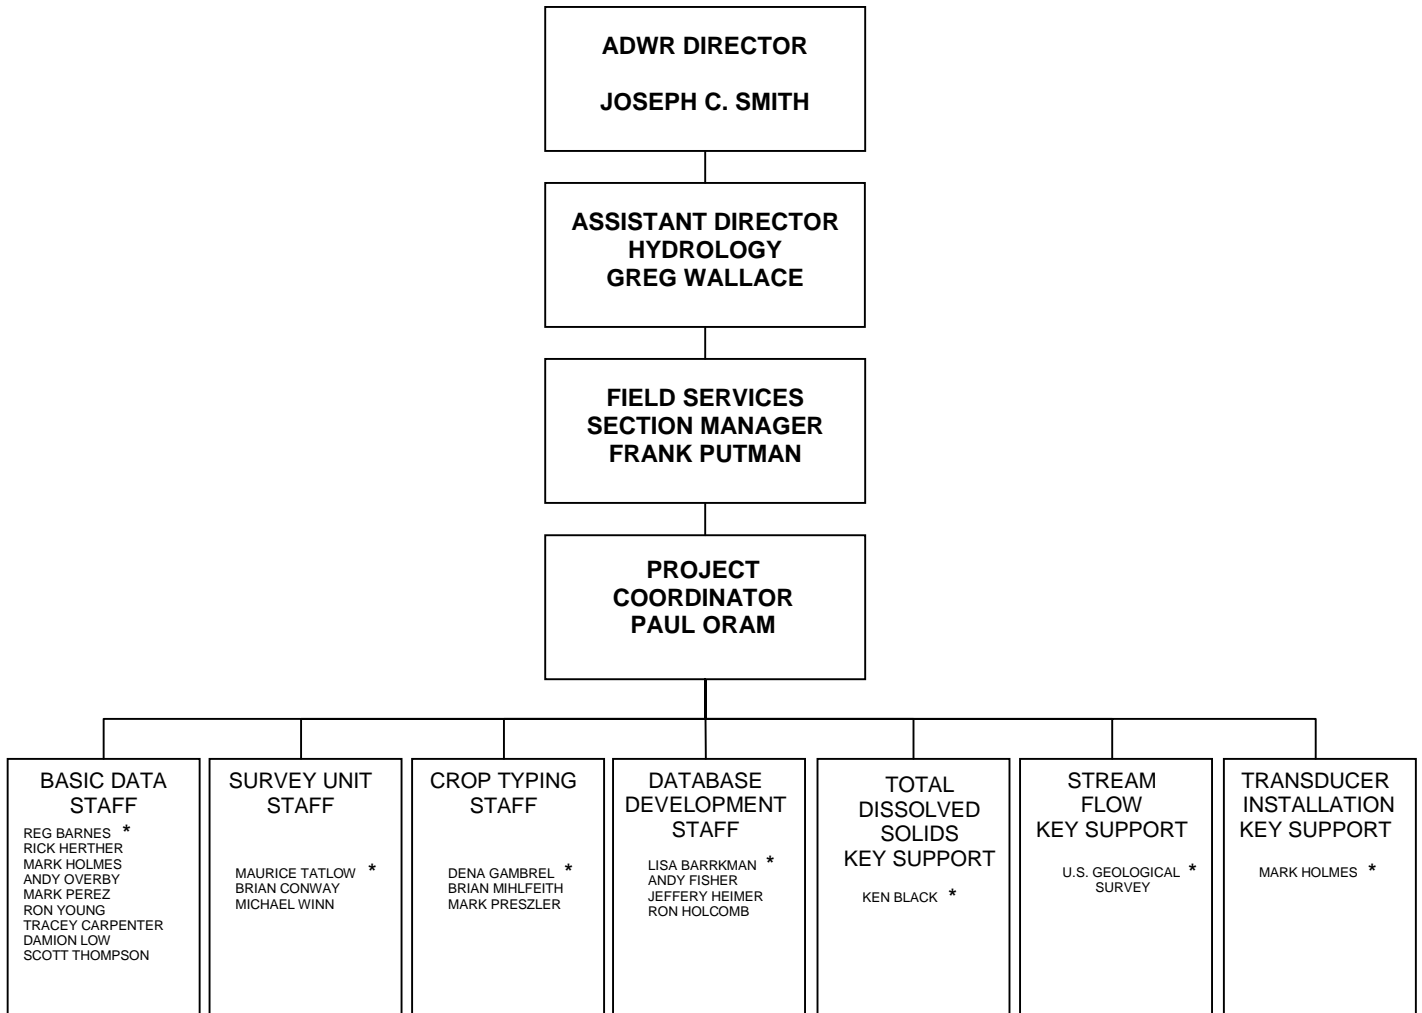 ADWR DIRECTOR
JOSEPH C. SMITH
ASSISTANT DIRECTOR
HYDROLOGY
GREG WALLACE
FIELD SERVICES
SECTION MANAGER
FRANK PUTMAN
PROJECT
COORDINATOR
PAUL ORAM
BASIC DATA
STAFF
REG BARNES *
RICK HERTHER
MARK HOLMES
ANDY OVERBY
MARK PEREZ
RON YOUNG
TRACEY CARPENTER
DAMION LOW
SCOTT THOMPSON
SURVEY UNIT
STAFF
MAURICE TATLOW *
BRIAN CONWAY
MICHAEL WINN
CROP TYPING
STAFF
DENA GAMBREL *
BRIAN MIHLFEITH
MARK PRESZLER
DATABASE
DEVELOPMENT
STAFF
LISA BARRKMAN *
ANDY FISHER
JEFFERY HEIMER
RON HOLCOMB
TOTAL
DISSOLVED
SOLIDS
KEY SUPPORT
KEN BLACK *
STREAM
FLOW
KEY SUPPORT
U.S. GEOLOGICAL *
SURVEY
TRANSDUCER
INSTALLATION
KEY SUPPORT
MARK HOLMES *